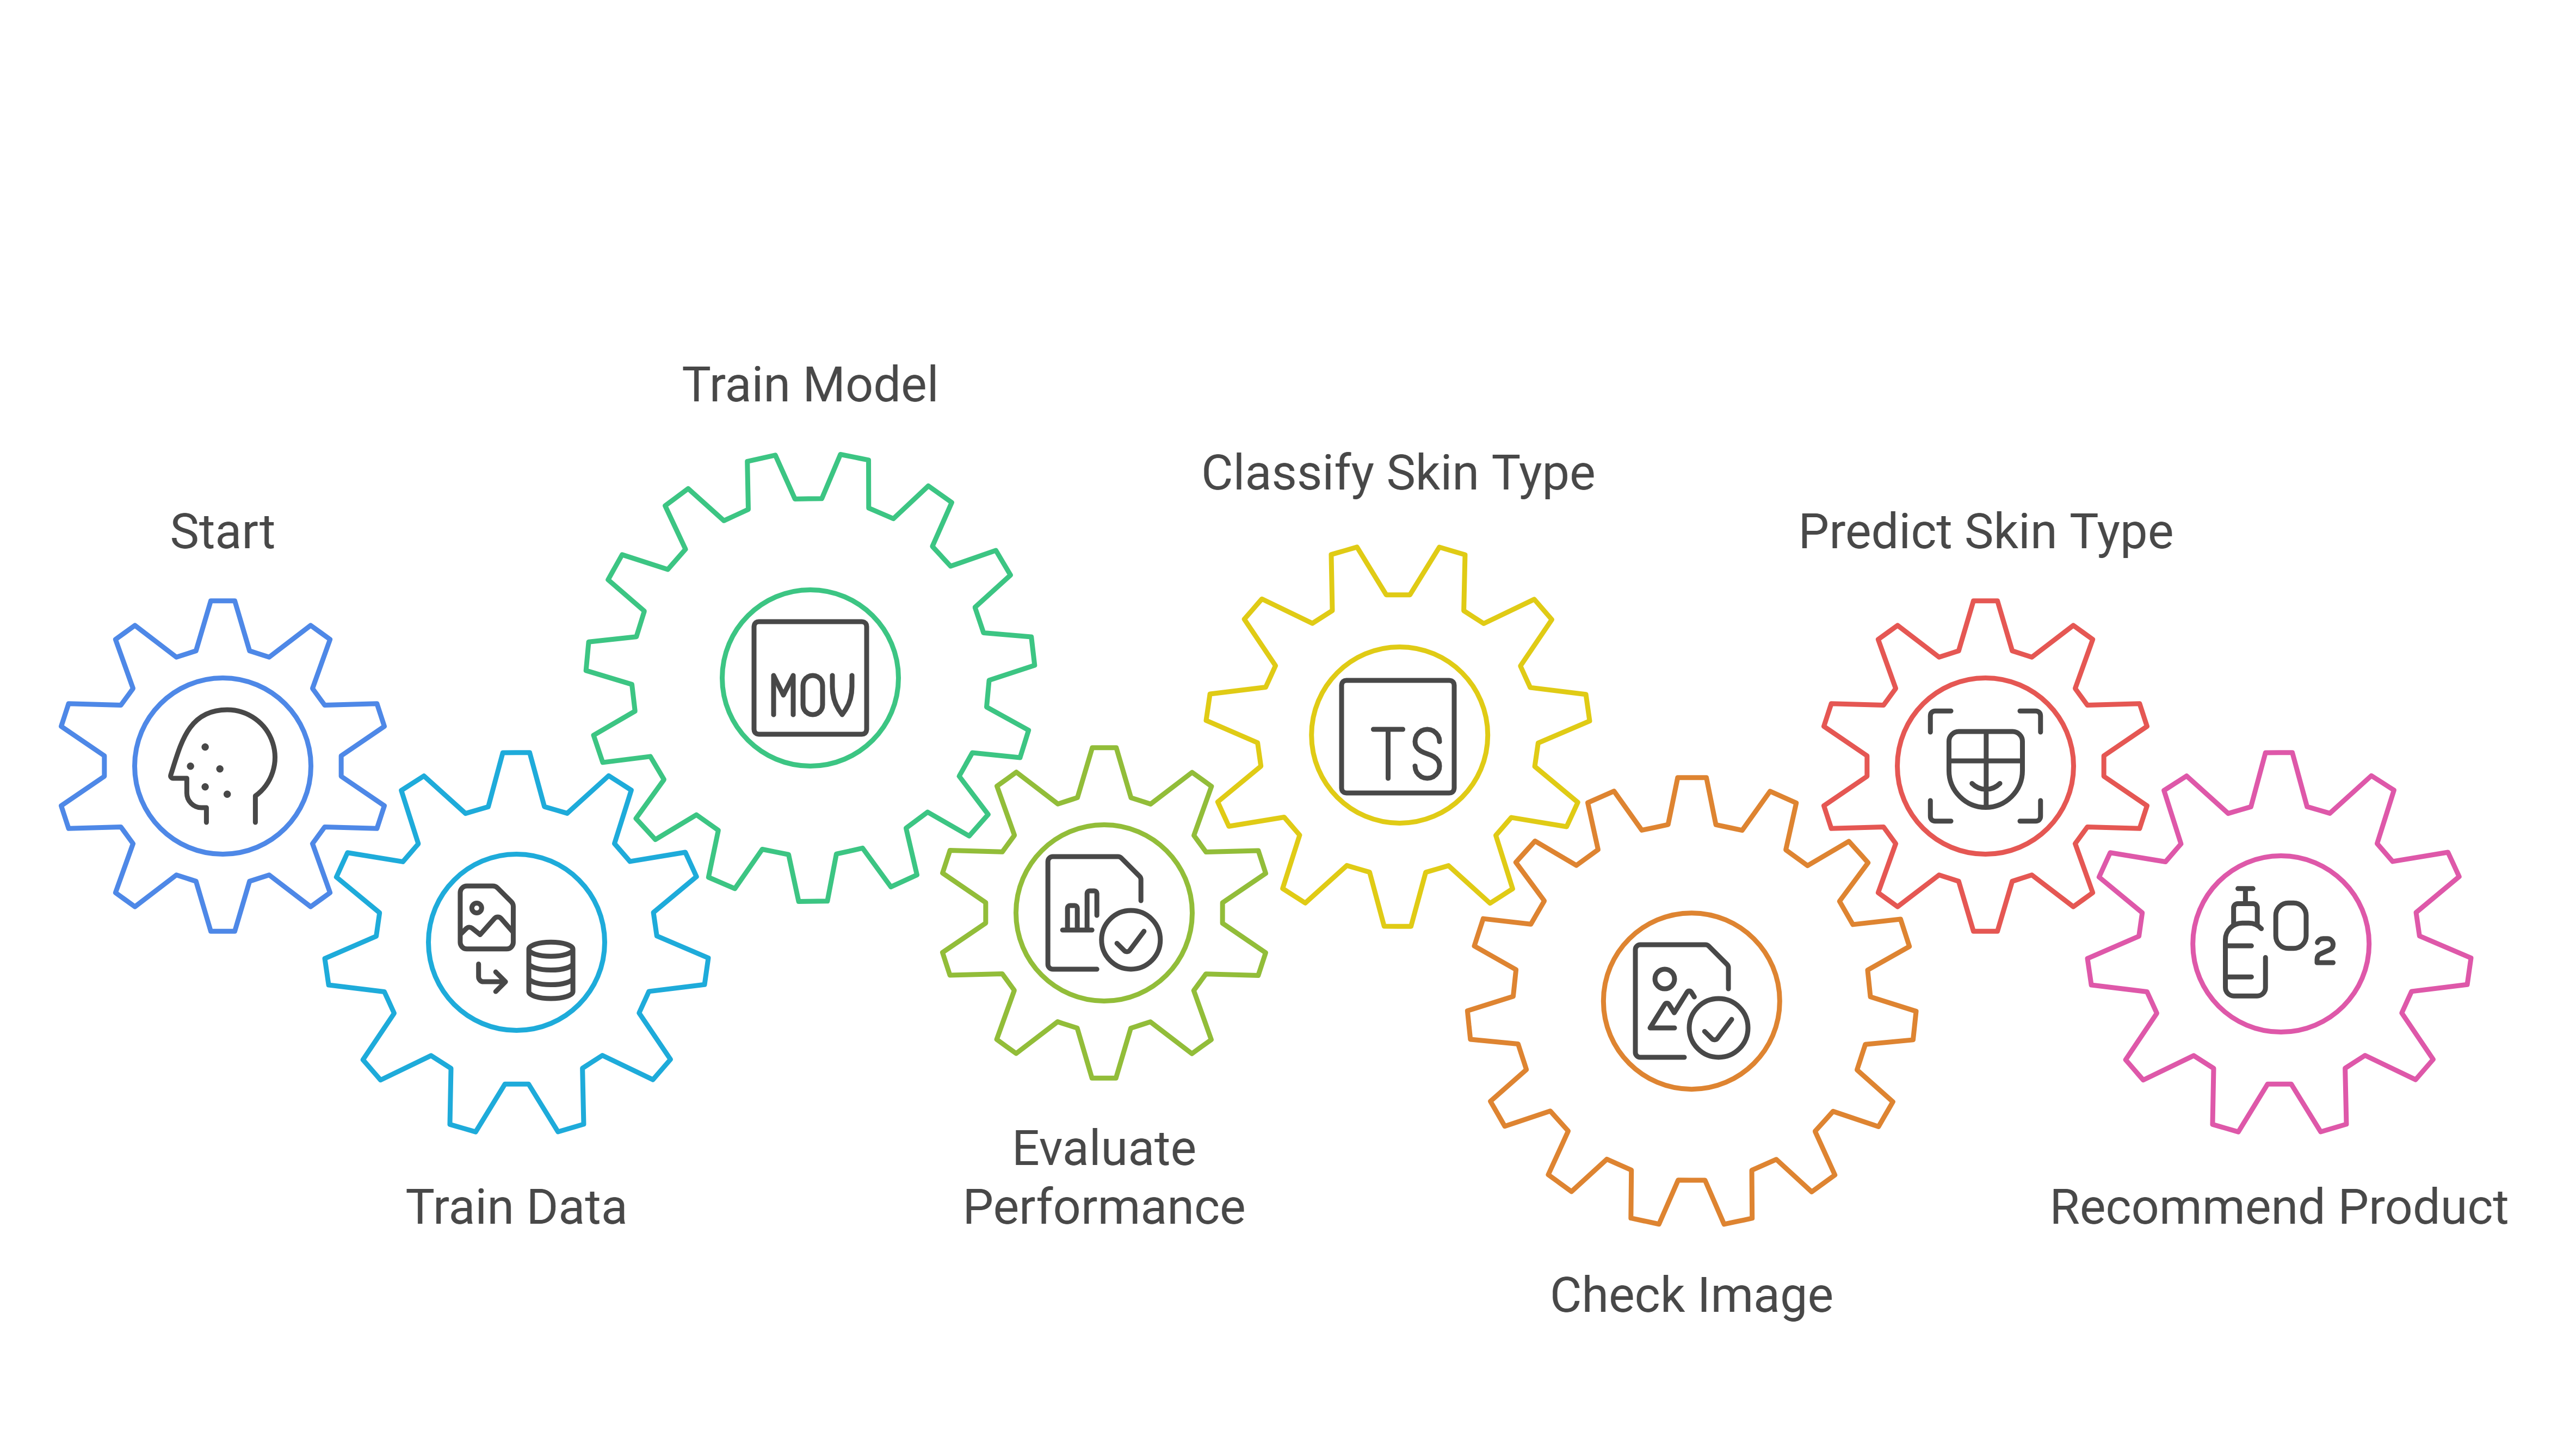 Start
Train Data
Train Model
MOV
Evaluate
Performance
Classify Skin Type
TS
Check Image
Predict Skin Type
Recommend Product
O2